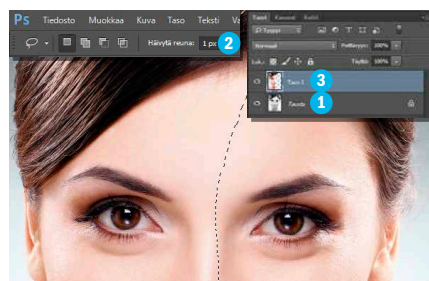 Ps Tiedosto Muokkaa Kuva Taso Teksti
Häivytä reuna: 1 px 2
Tasot Kanavat
Normaali Peittävyys: 100%
Täyttö: 100%
Taso 1 3
Tausta 1